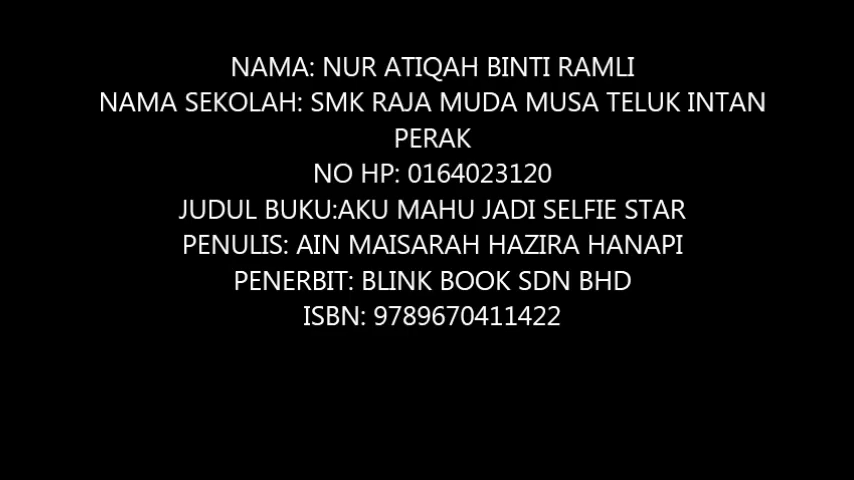 NAMA: NUR ATIQAH BINTI RAMLI
NAMA SEKOLAH: SMK RAJA MUDA MUSA TELUK INTAN
PERAK
NO HP: 0164023120
JUDUL BUKU:AKU MAHU JADI SELFIE STAR
PENULIS: AIN MAISARAH HAZIRA HANAPI
PENERBIT: BLINK BOOK SDN BHD
ISBN: 9789670411422